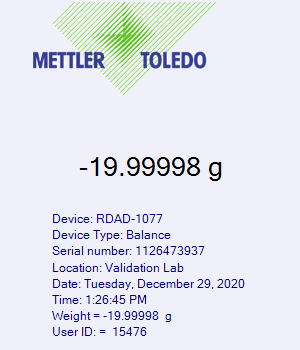 METTLER TOLEDO
-19.99998 g
Device: RDAD-1077
Device Type: Balance
Serial number: 1126473937
Location: Validation Lab
Date: Tuesday, December 29, 2020
Time: 1:26:45 PM
Weight = -19.99998 g
User ID: = 15476